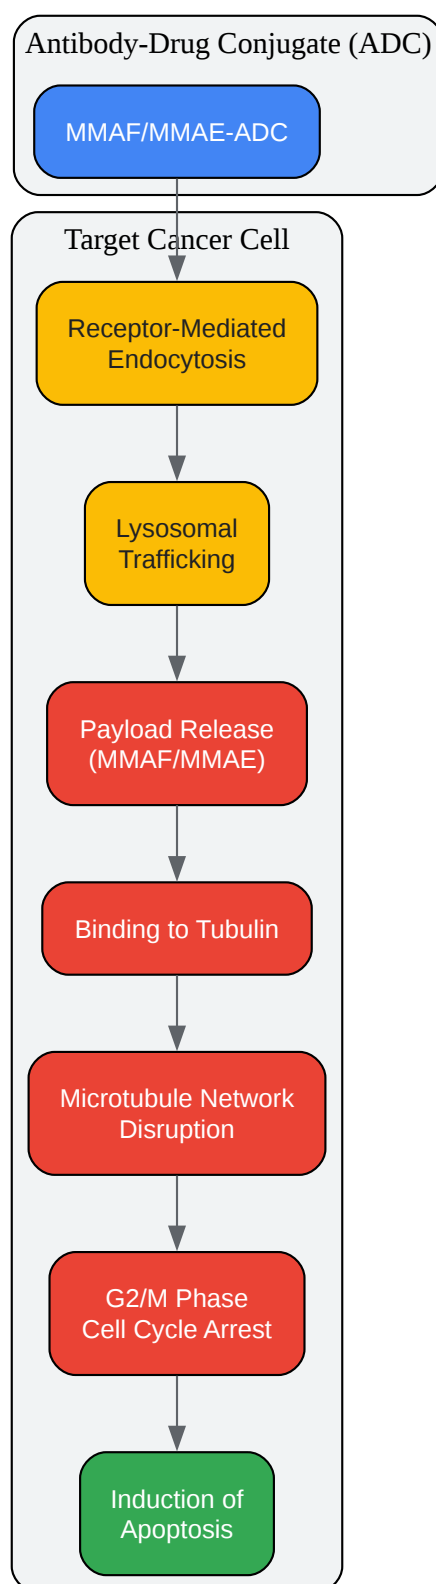 Antibody-Drug Conjugate (ADC)
MMAF/MMAE-ADC
Target Cancer Cell
Receptor-Mediated
Endocytosis
Lysosomal
Trafficking
Payload Release
(MMAF/MMAE)
Binding to Tubulin
Microtubule Network
Disruption
G2/M Phase
Cell Cycle Arrest
Induction of
Apoptosis